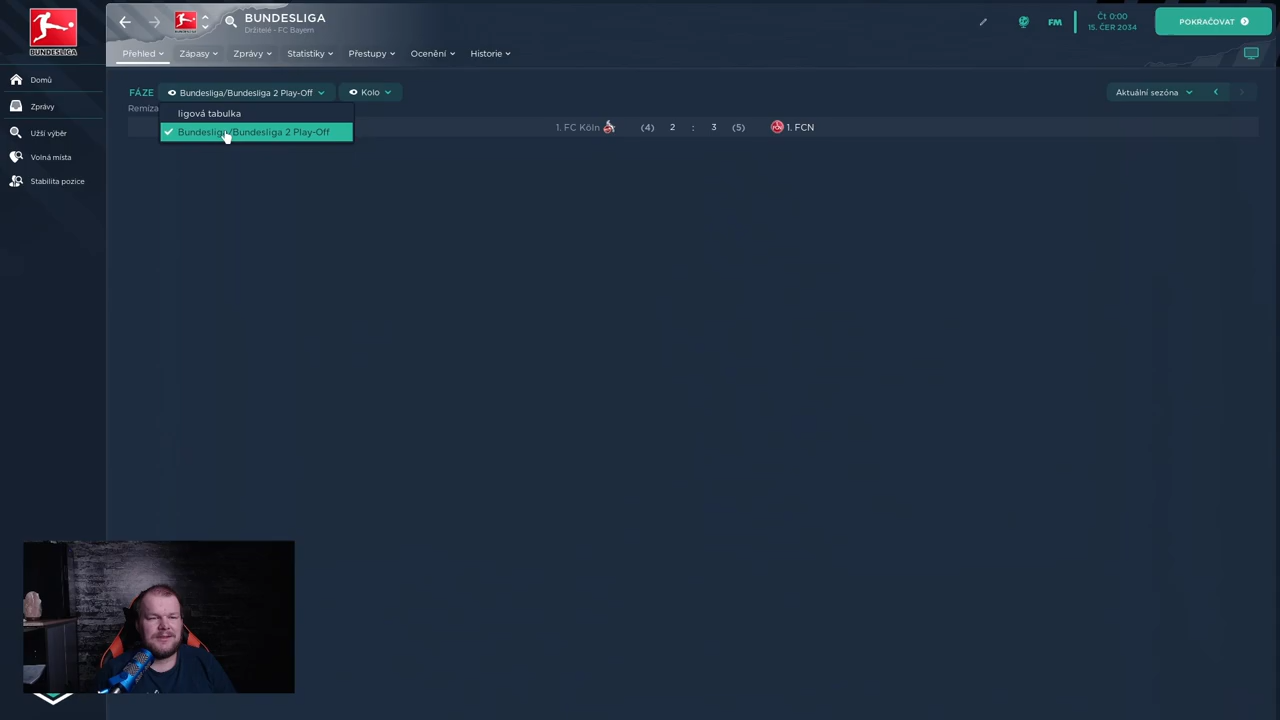 BUNDESLIGA
Držitelé - FC Bayern
FM
Čt 0:00
15. ČER 2034
POKRAČOVAT
BUNDESLIGA
Přehled
Zápasy
Zprávy
Statistiky
Přestupy
Ocenění
Historie
Domů
Zprávy
Užší výběr
Volná místa
Stabilita pozice
FÁZE
Bundesliga/Bundesliga 2 Play-Off
Kolo
Aktuální sezóna
Remíza
ligová tabulka
Bundesliga/Bundesliga 2 Play-Off
1. FC Köln (4) 2 : 3 (5) 1. FCN